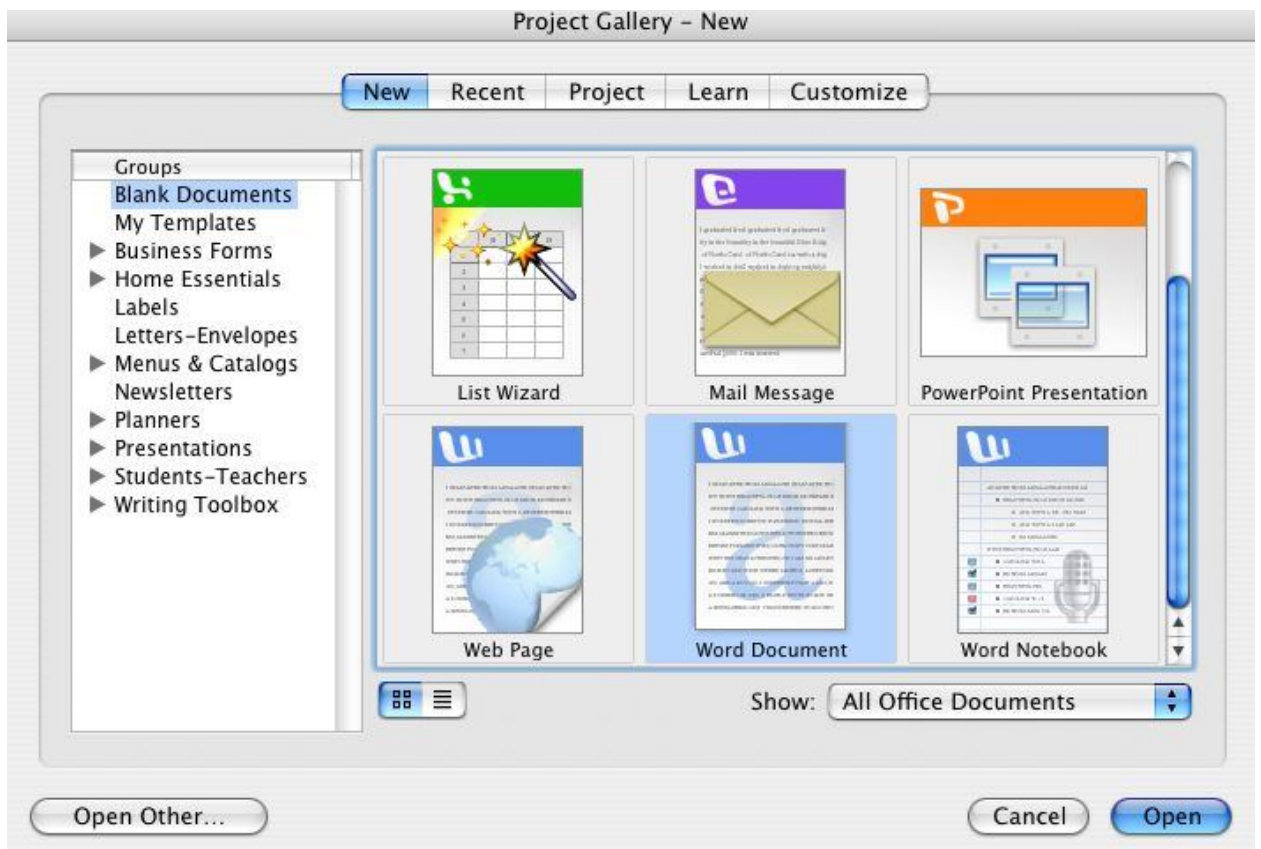 Project Gallery – New
New Recent Project Learn Customize
Groups
Blank Documents
My Templates
Business Forms
Home Essentials
Labels
Letters–Envelopes
Menus & Catalogs
Newsletters
Planners
Presentations
Students–Teachers
Writing Toolbox
List Wizard
Mail Message
PowerPoint Presentation
Web Page
Word Document
Word Notebook
Show: All Office Documents
Open Other...
Cancel
Open